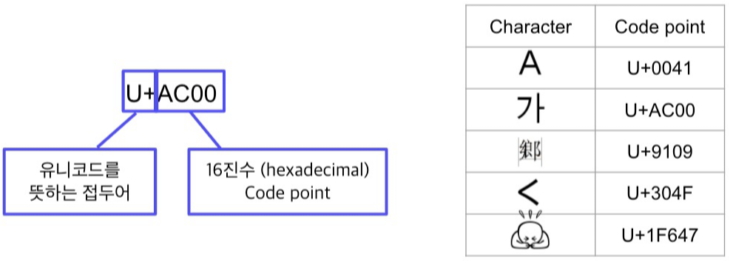 U+AC00
유니코드를
뜻하는 접두어
16진수 (hexadecimal)
Code point
Character Code point
A U+0041
가 U+AC00
鄉 U+9109
く U+304F
🙇 U+1F647